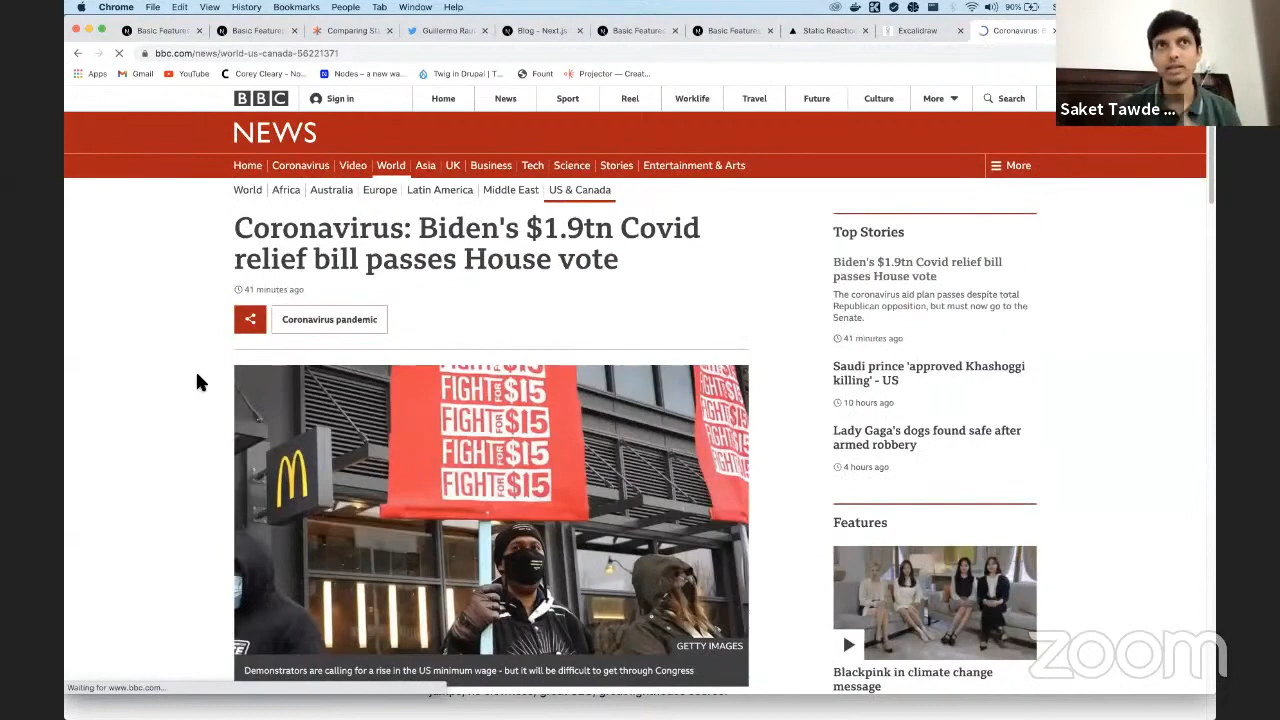 Chrome File Edit View History Bookmarks People Tab Window Help 90%
Basic Feature Basic Feature Comparing St Guillermo Rau Blog - Next.js Basic Feature Basic Feature Static Reactio Excalidraw Coronavirus: B
bbc.com/news/world-us-canada-56221371
Apps Gmail YouTube Corey Cleary - No... Nodes – a new wa... Twig in Drupal | T... Fount Projector — Creat...
Saket Tawde ...
BBC Sign in Home News Sport Reel Worklife Travel Future Culture More Search
NEWS
Home Coronavirus Video World Asia UK Business Tech Science Stories Entertainment & Arts More
World Africa Australia Europe Latin America Middle East US & Canada
Coronavirus: Biden's $1.9tn Covid
relief bill passes House vote
41 minutes ago
Coronavirus pandemic
FIGHT FOR $15
FIGHT FOR $15
FIGHT FOR $15
FIGHT FOR $15
GETTY IMAGES
Demonstrators are calling for a rise in the US minimum wage - but it will be difficult to get through Congress
Top Stories
Biden's $1.9tn Covid relief bill
passes House vote
The coronavirus aid plan passes despite total
Republican opposition, but must now go to the
Senate.
41 minutes ago
Saudi prince 'approved Khashoggi
killing' - US
10 hours ago
Lady Gaga's dogs found safe after
armed robbery
4 hours ago
Features
Blackpink in climate change
message
Waiting for www.bbc.com...
zoom